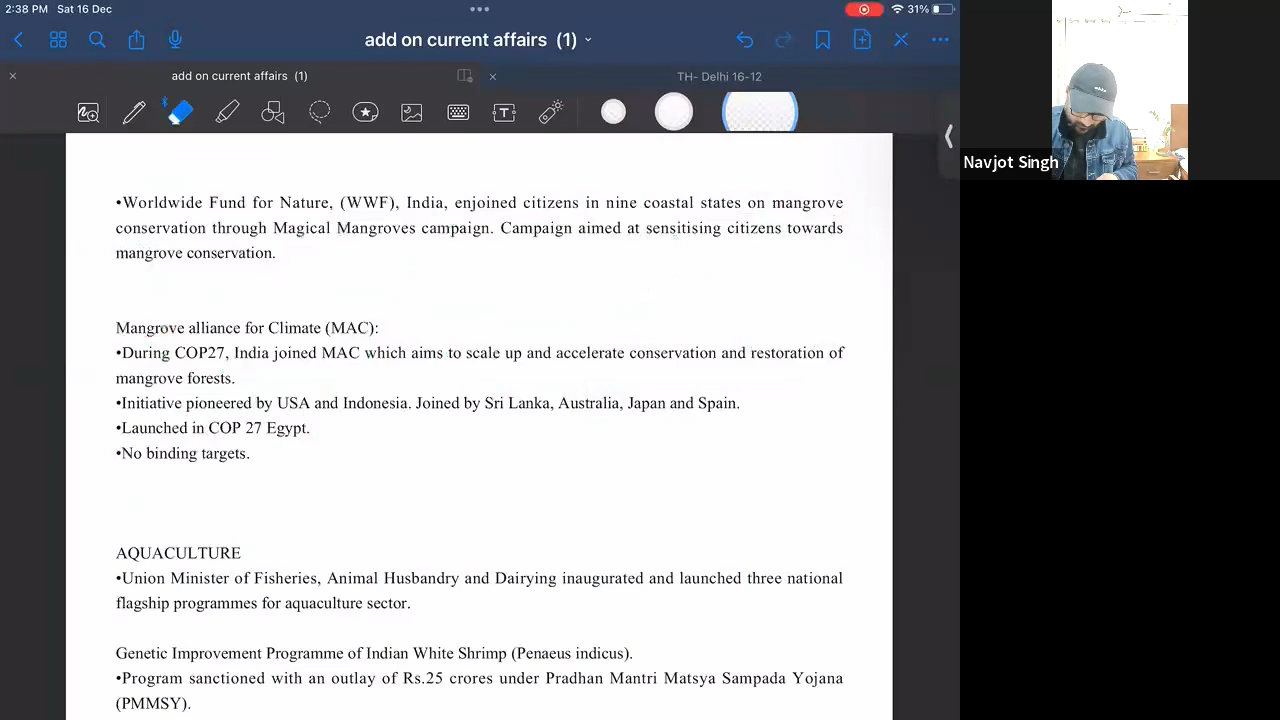 2:38 PM Sat 16 Dec
31%
add on current affairs (1)
add on current affairs (1)
TH- Delhi 16-12
Navjot Singh
•Worldwide Fund for Nature, (WWF), India, enjoined citizens in nine coastal states on mangrove
conservation through Magical Mangroves campaign. Campaign aimed at sensitising citizens towards
mangrove conservation.
Mangrove alliance for Climate (MAC):
•During COP27, India joined MAC which aims to scale up and accelerate conservation and restoration of
mangrove forests.
•Initiative pioneered by USA and Indonesia. Joined by Sri Lanka, Australia, Japan and Spain.
•Launched in COP 27 Egypt.
•No binding targets.
AQUACULTURE
•Union Minister of Fisheries, Animal Husbandry and Dairying inaugurated and launched three national
flagship programmes for aquaculture sector.
Genetic Improvement Programme of Indian White Shrimp (Penaeus indicus).
•Program sanctioned with an outlay of Rs.25 crores under Pradhan Mantri Matsya Sampada Yojana
(PMMSY).